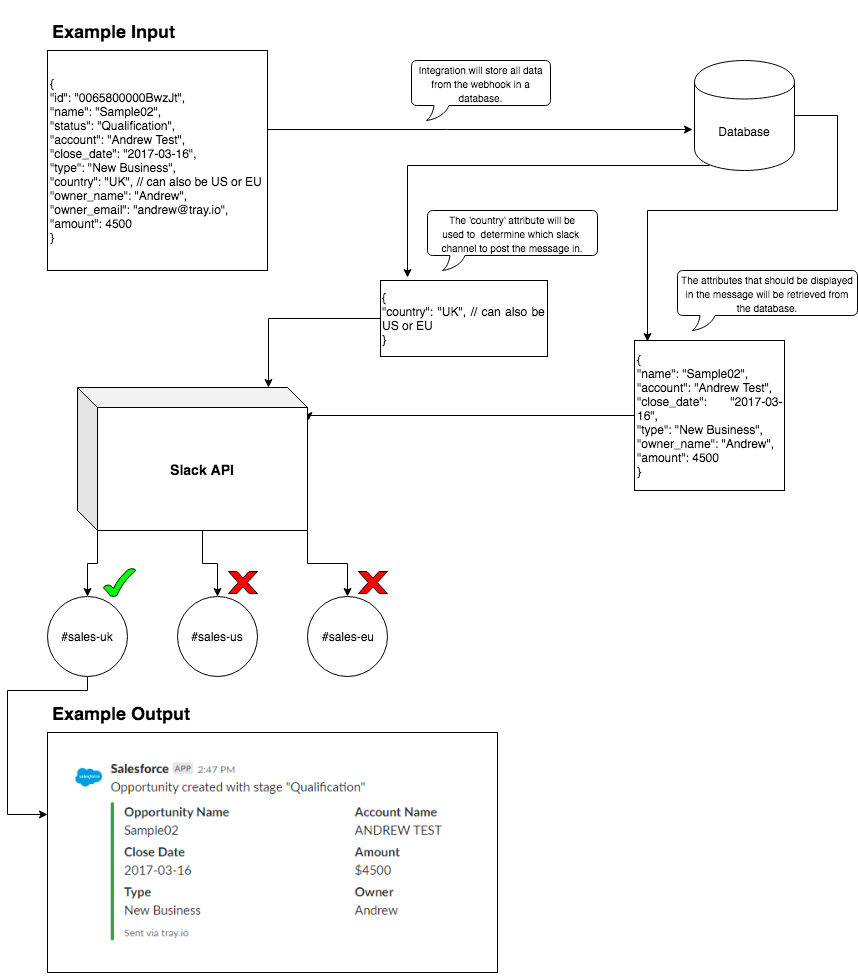 Example Input
{
"id": "0065800000BwzJt",
"name": "Sample02",
"status": "Qualification",
"account": "Andrew Test",
"close_date": "2017-03-16",
"type": "New Business",
"country": "UK", // can also be US or EU
"owner_name": "Andrew",
"owner_email": "andrew@tray.io",
"amount": 4500
}
Integration will store all data
from the webhook in a
database.
Database
The 'country' attribute will be
used to determine which slack
channel to post the message in.
{
"country": "UK", // can also be
US or EU
}
The attributes that should be displayed
in the message will be retrieved from
the database.
{
"name": "Sample02",
"account": "Andrew Test",
"close_date": "2017-03-
16",
"type": "New Business",
"owner_name": "Andrew",
"amount": 4500
}
Slack API
#sales-uk
#sales-us
#sales-eu
Example Output
salesforce
Salesforce APP 2:47 PM
Opportunity created with stage "Qualification"
Opportunity Name
Sample02
Account Name
ANDREW TEST
Close Date
2017-03-16
Amount
$4500
Type
New Business
Owner
Andrew
Sent via tray.io